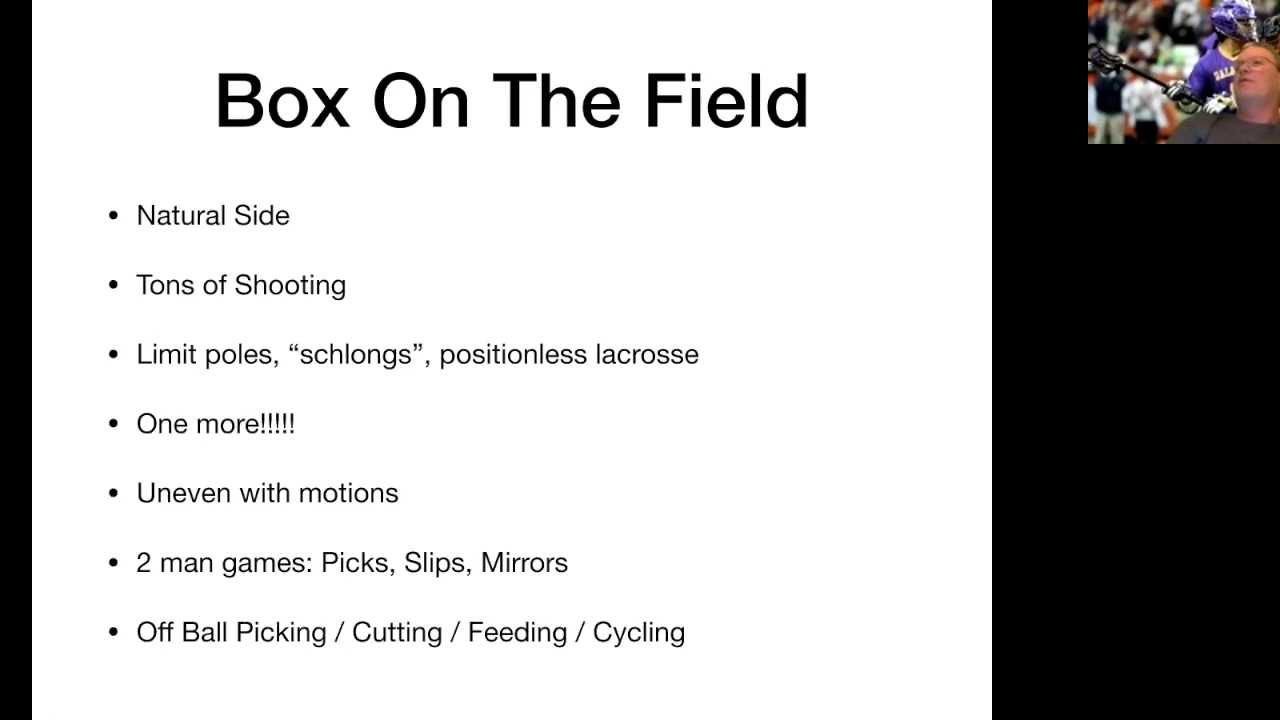 Box On The Field
• Natural Side
• Tons of Shooting
• Limit poles, “schlongs”, positionless lacrosse
• One more!!!!!
• Uneven with motions
• 2 man games: Picks, Slips, Mirrors
• Off Ball Picking / Cutting / Feeding / Cycling